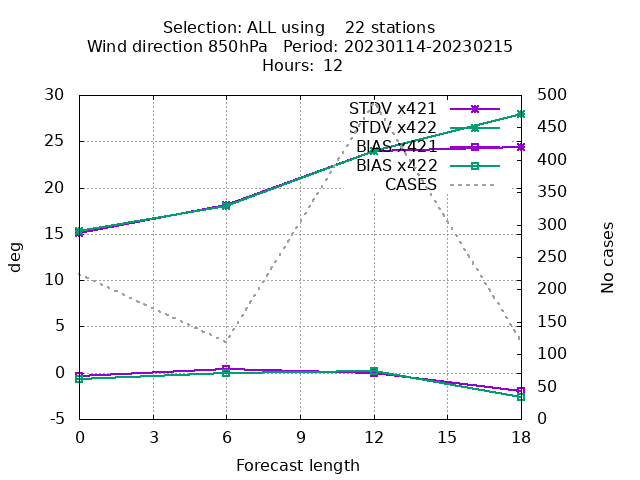 Selection: ALL using 22 stations
Wind direction 850hPa Period: 20230114-20230215
Hours: 12
30
25
20
15
10
5
0
-5
deg
STDV x421
STDV x422
BIAS x421
BIAS x422
CASES
500
450
400
350
300
250
200
150
100
50
0
No cases
0 3 6 9 12 15 18
Forecast length